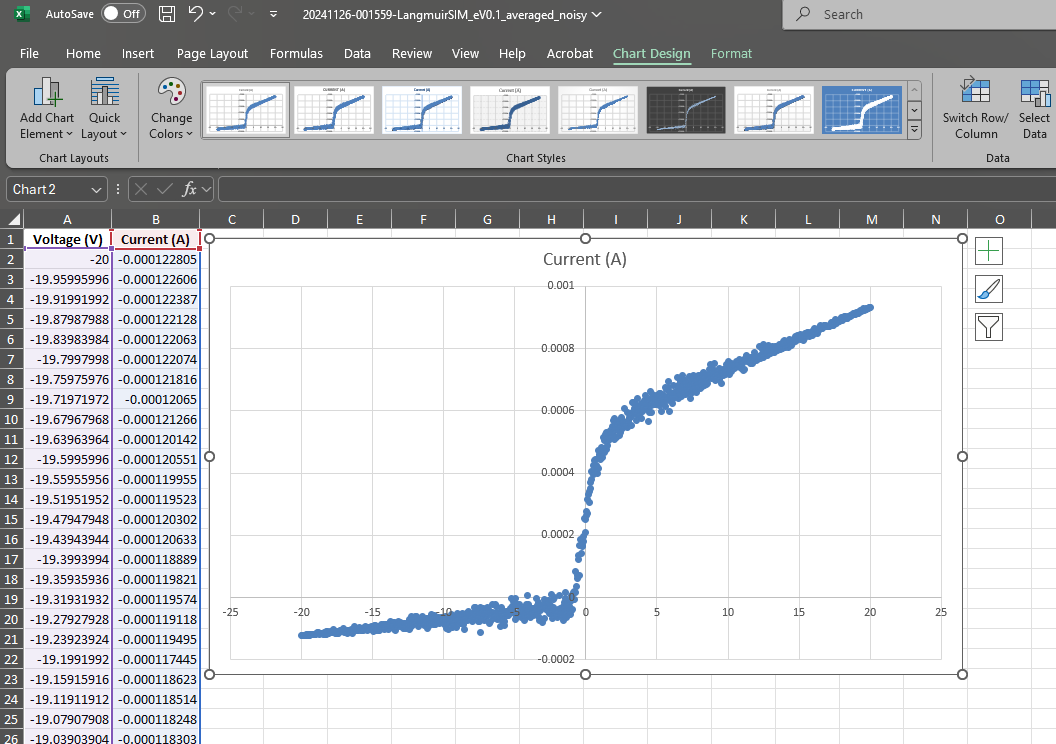 AutoSave Off 20241126-001559-LangmuirSIM_eV0.1_averaged_noisy Search
File Home Insert Page Layout Formulas Data Review View Help Acrobat Chart Design Format
Add Chart Element Quick Layout Change Colors Switch Row/ Column Select Data
Chart Layouts Chart Styles Data
Chart 2 fx
A B C D E F G H I J K L M N O
1 Voltage (V) Current (A)
2 -20 -0.000122805
3 -19.95995996 -0.000122606
4 -19.91991992 -0.000122387
5 -19.87987988 -0.000122128
6 -19.83983984 -0.000122063
7 -19.7997998 -0.000122074
8 -19.75975976 -0.000121816
9 -19.71971972 -0.00012065
10 -19.67967968 -0.000121266
11 -19.63963964 -0.000120142
12 -19.5995996 -0.000120551
13 -19.55955956 -0.000119955
14 -19.51951952 -0.000119523
15 -19.47947948 -0.000120302
16 -19.43943944 -0.000120633
17 -19.3993994 -0.000118889
18 -19.35935936 -0.000119821
19 -19.31931932 -0.000119574
20 -19.27927928 -0.000119118
21 -19.23923924 -0.000119495
22 -19.1991992 -0.000117445
23 -19.15915916 -0.000118623
24 -19.11911912 -0.000118514
25 -19.07907908 -0.000118248
26 -19.03903904 -0.000118303
Current (A)
0.001
0.0008
0.0006
0.0004
0.0002
0
-0.0002
-25 -20 -15 -10 -5 0 5 10 15 20 25